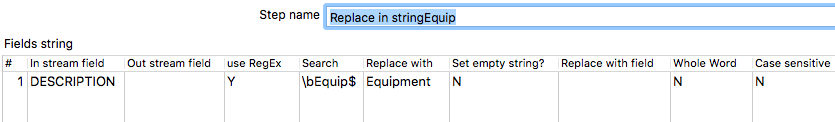 Step name Replace in stringEquip
Fields string
# In stream field Out stream field use RegEx Search Replace with Set empty string? Replace with field Whole Word Case sensitive
1 DESCRIPTION Y \bEquip$ Equipment N N N